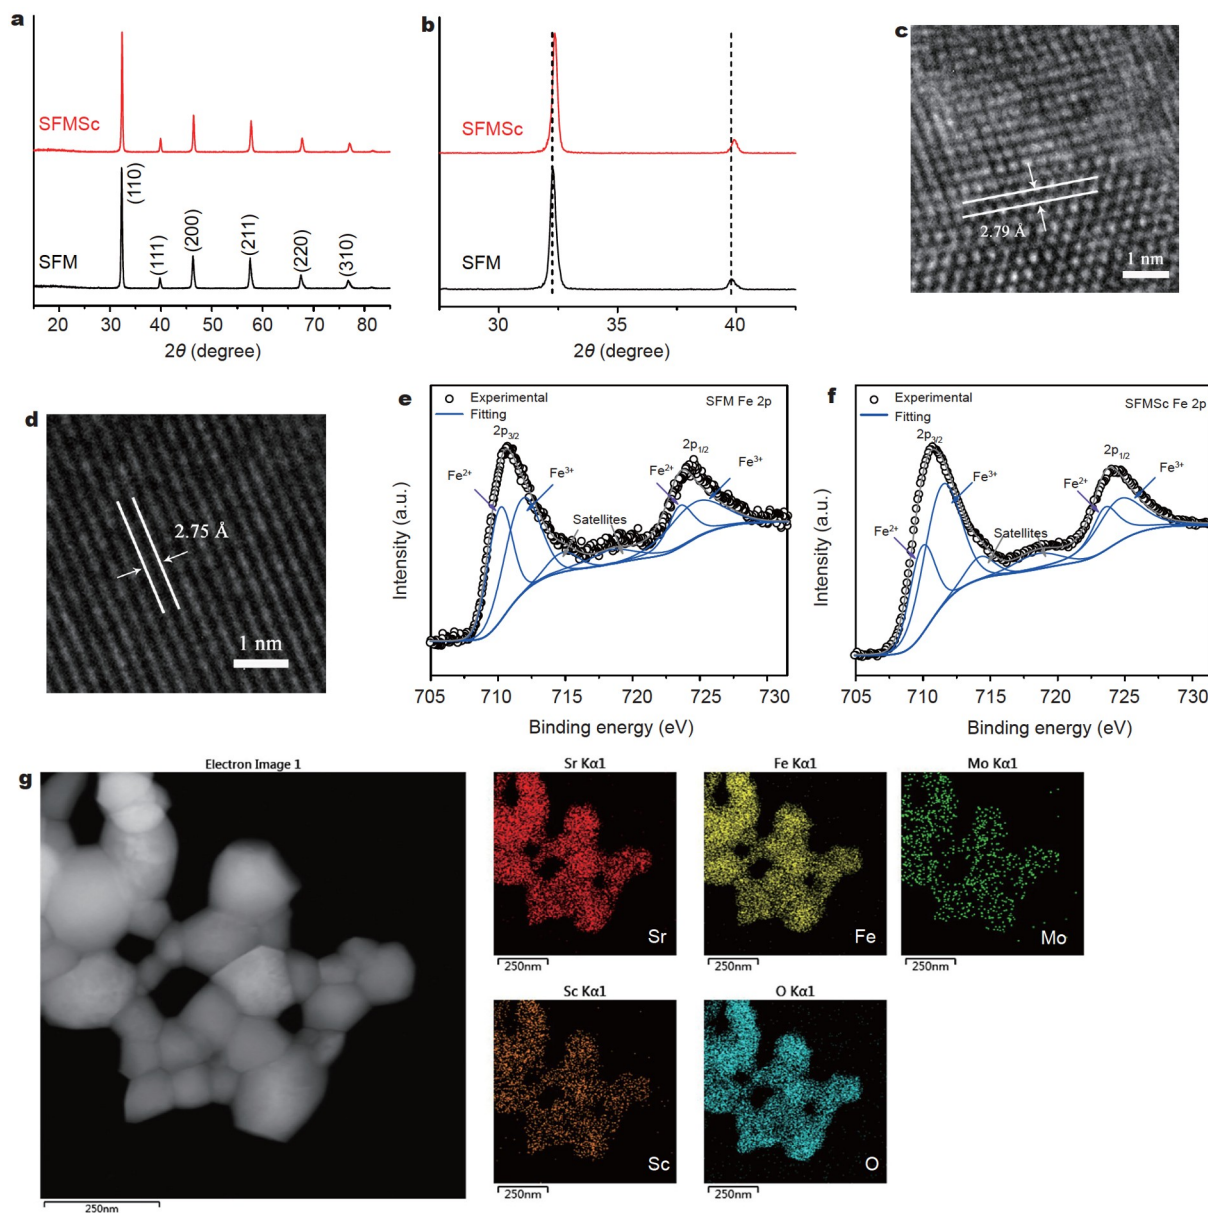 a
SFMSc
SFM
(110)
(111)
(200)
(211)
(220)
(310)
20 30 40 50 60 70 80
2θ (degree)
b
SFMSc
SFM
30 35 40
2θ (degree)
c
2.79 Å
1 nm
d
2.75 Å
1 nm
e
Experimental
Fitting
SFM Fe 2p
2p3/2
2p1/2
Fe2+
Fe3+
Fe2+
Fe3+
Satellites
Intensity (a.u.)
705 710 715 720 725 730
Binding energy (eV)
f
Experimental
Fitting
SFMSc Fe 2p
2p3/2
2p1/2
Fe3+
Fe2+
Fe2+
Fe3+
Satellites
Intensity (a.u.)
705 710 715 720 725 730
Binding energy (eV)
g
Electron Image 1
250nm
Sr Kα1
Sr
250nm
Fe Kα1
Fe
250nm
Mo Kα1
Mo
250nm
Sc Kα1
Sc
250nm
O Kα1
O
250nm